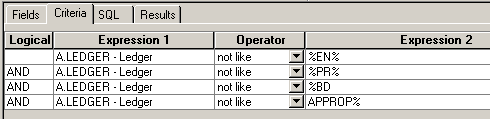 Fields Criteria SQL Results
Logical Expression 1 Operator Expression 2
A.LEDGER - Ledger not like %EN%
AND A.LEDGER - Ledger not like %PR%
AND A.LEDGER - Ledger not like %BD
AND A.LEDGER - Ledger not like APPROP%